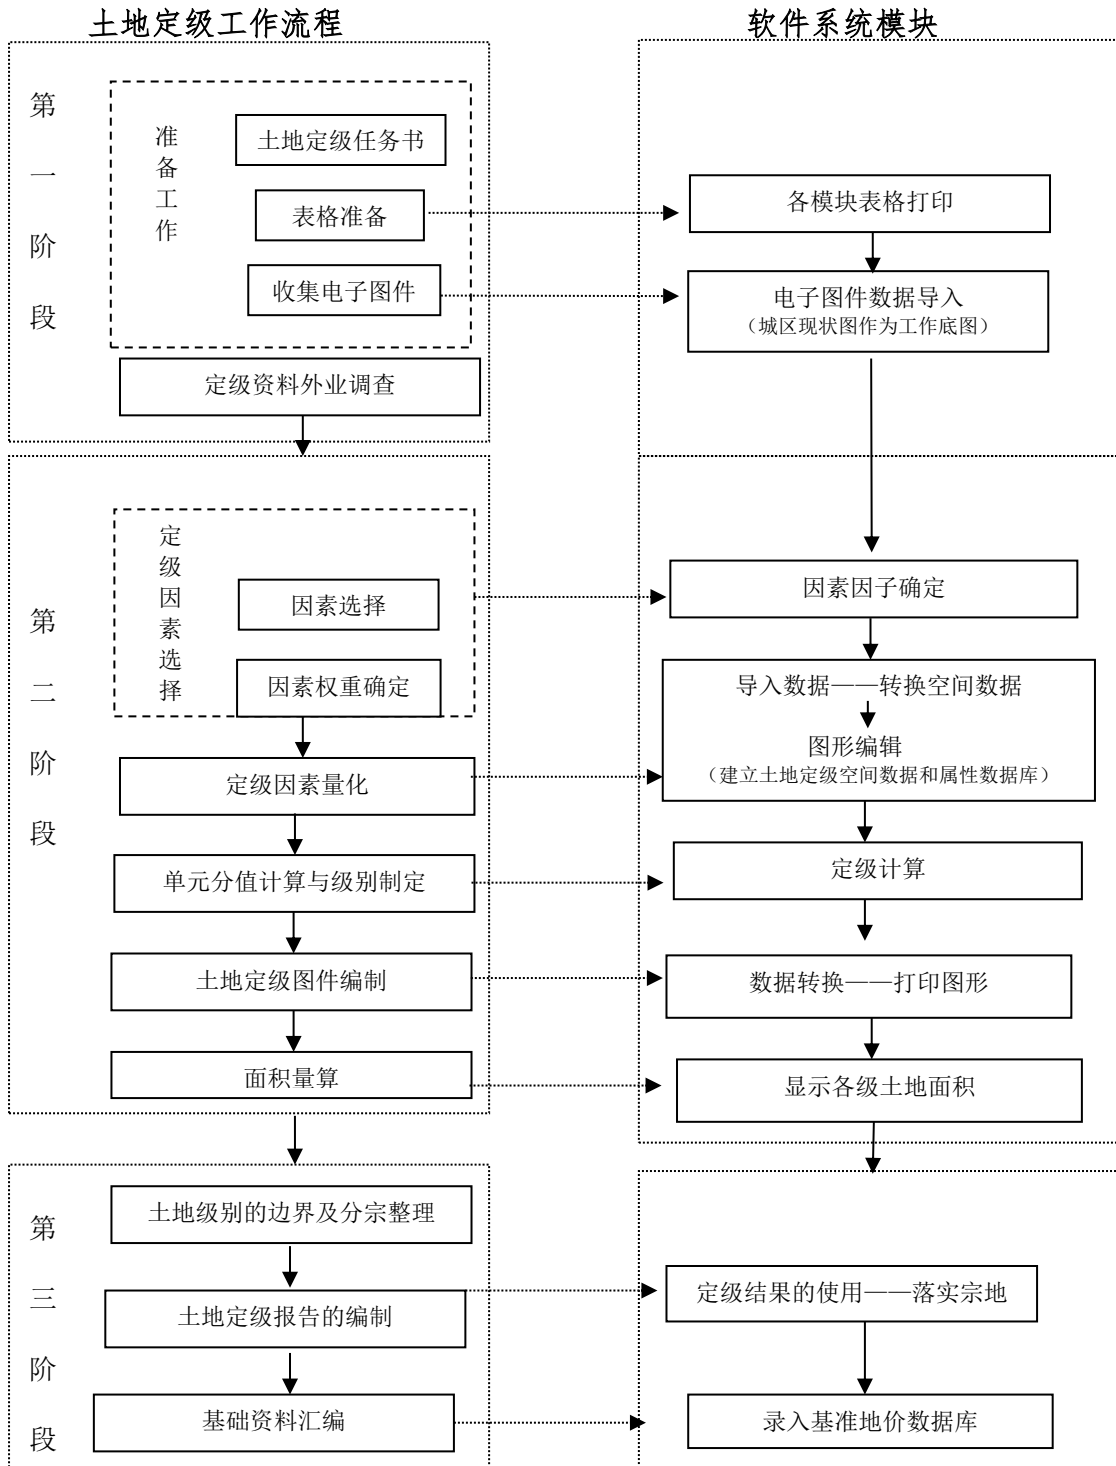 土地定级工作流程
软件系统模块
第一阶段
准备工作
土地定级任务书
表格准备
收集电子图件
定级资料外业调查
各模块表格打印
电子图件数据导入
（城区现状图作为工作底图）
第二阶段
定级因素选择
因素选择
因素权重确定
定级因素量化
单元分值计算与级别制定
土地定级图件编制
面积量算
因素因子确定
导入数据——转换空间数据
图形编辑
（建立土地定级空间数据和属性数据库）
定级计算
数据转换——打印图形
显示各级土地面积
第三阶段
土地级别的边界及分宗整理
土地定级报告的编制
基础资料汇编
定级结果的使用——落实宗地
录入基准地价数据库